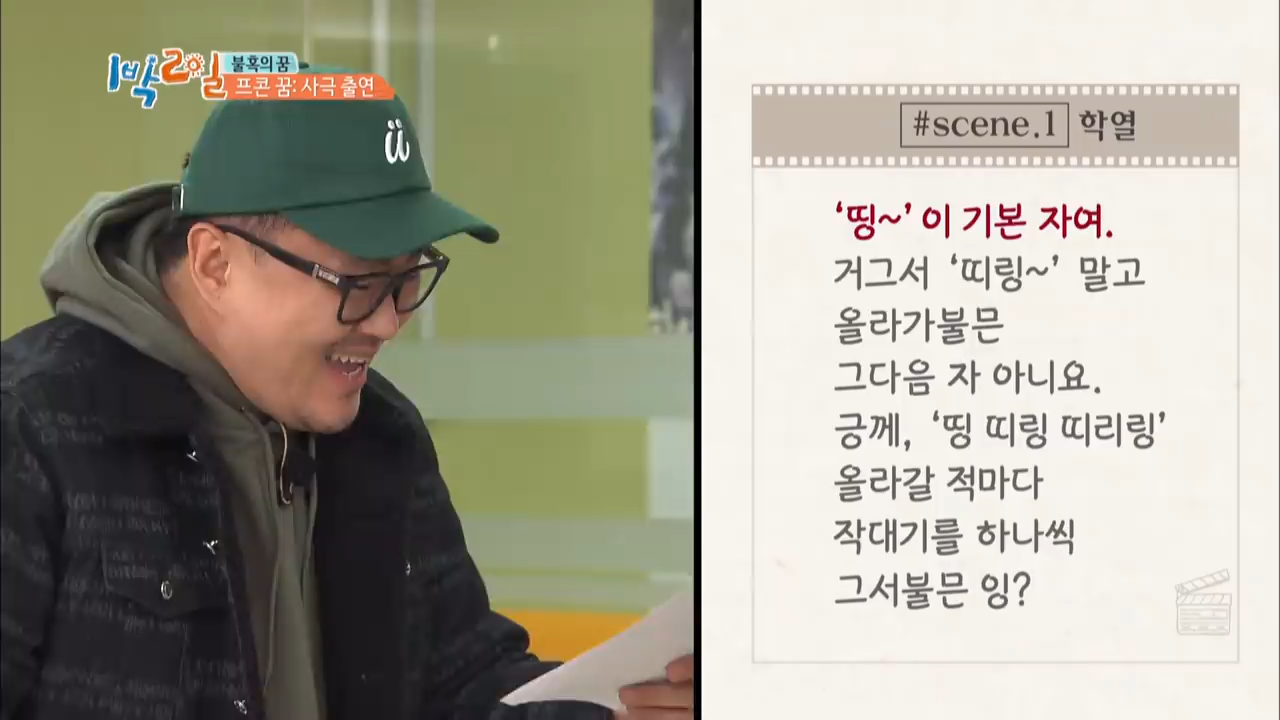 1박2일
불혹의 꿈
프콘 꿈: 사극 출연
ü
#scene.1 학열
‘띵~’ 이 기본 자여.
거그서 ‘띠링~’ 말고
올라가불믄
그다음 자 아니요.
긍께, ‘띵 띠링 띠리링’
올라갈 적마다
작대기를 하나씩
그서불믄 잉?